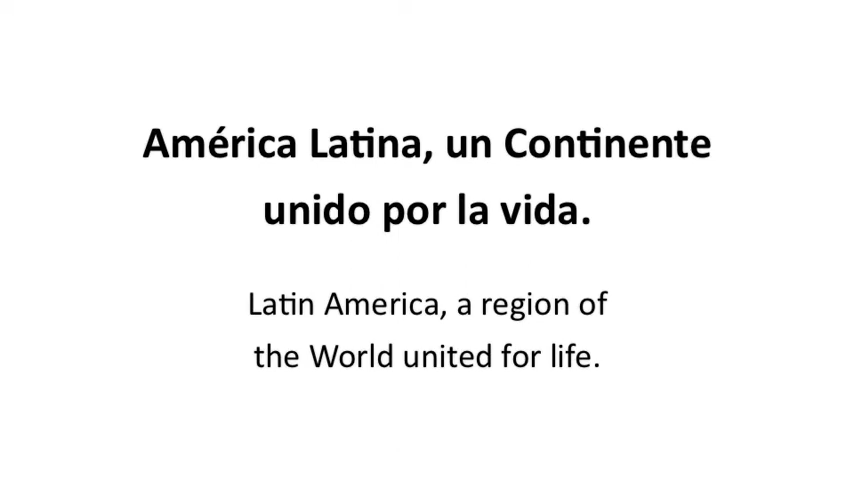 América Latina, un Continente
unido por la vida.
Latin America, a region of
the World united for life.